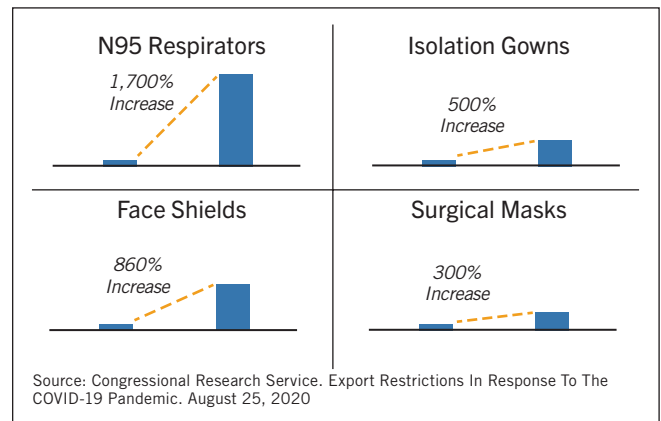 N95 Respirators
1,700%
Increase
Isolation Gowns
500%
Increase
Face Shields
860%
Increase
Surgical Masks
300%
Increase
Source: Congressional Research Service. Export Restrictions In Response To The
COVID-19 Pandemic. August 25, 2020